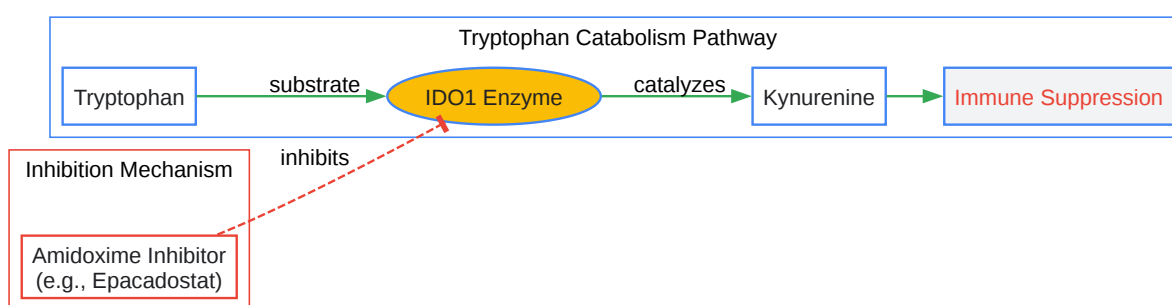 Tryptophan Catabolism Pathway
Tryptophan
substrate
IDO1 Enzyme
catalyzes
Kynurenine
Immune Suppression
inhibits
Inhibition Mechanism
Amidoxime Inhibitor
(e.g., Epacadostat)